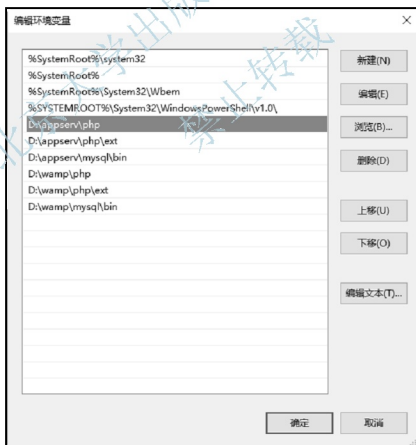 编辑环境变量
%SystemRoot%\system32
%SystemRoot%
%SystemRoot%\System32\Wbem
%SYSTEMROOT%\System32\WindowsPowerShell\v1.0\
D:\appserv\php
D:\appserv\php\ext
D:\appserv\mysql\bin
D:\wamp\php
D:\wamp\php\ext
D:\wamp\mysql\bin
新建(N)
编辑(E)
浏览(B)...
删除(D)
上移(U)
下移(O)
编辑文本(T)...
确定
取消
禁止转载